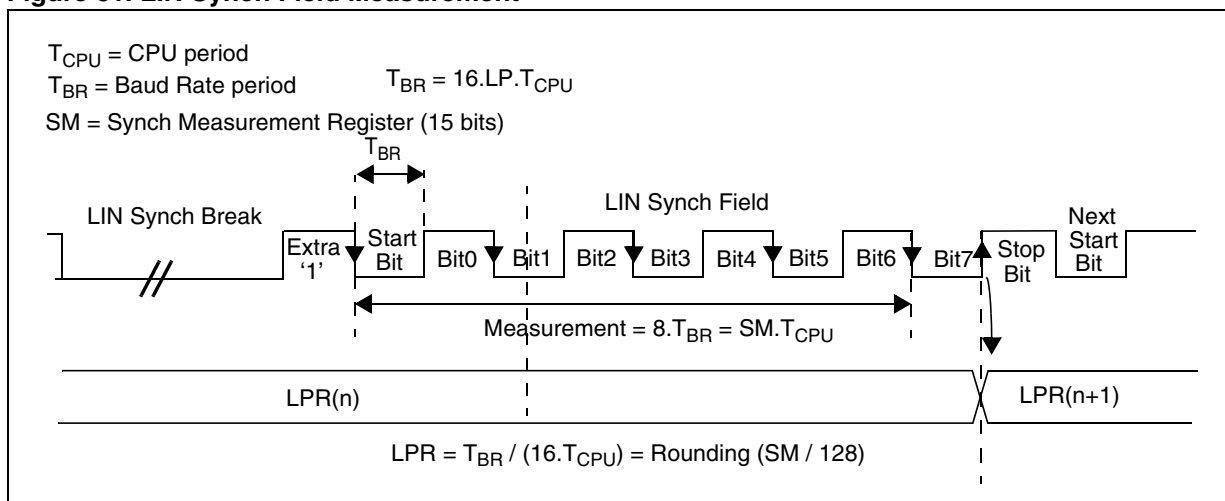 Figure 61. LIN Synch Field Measurement
T_CPU = CPU period
T_BR = Baud Rate period T_BR = 16.LP.T_CPU
SM = Synch Measurement Register (15 bits)
T_BR
LIN Synch Break
LIN Synch Field
Extra
‘1’
Start
Bit
Bit0
Bit1
Bit2
Bit3
Bit4
Bit5
Bit6
Bit7
Stop
Bit
Next
Start
Bit
Measurement = 8.T_BR = SM.T_CPU
LPR(n)
LPR(n+1)
LPR = T_BR / (16.T_CPU) = Rounding (SM / 128)